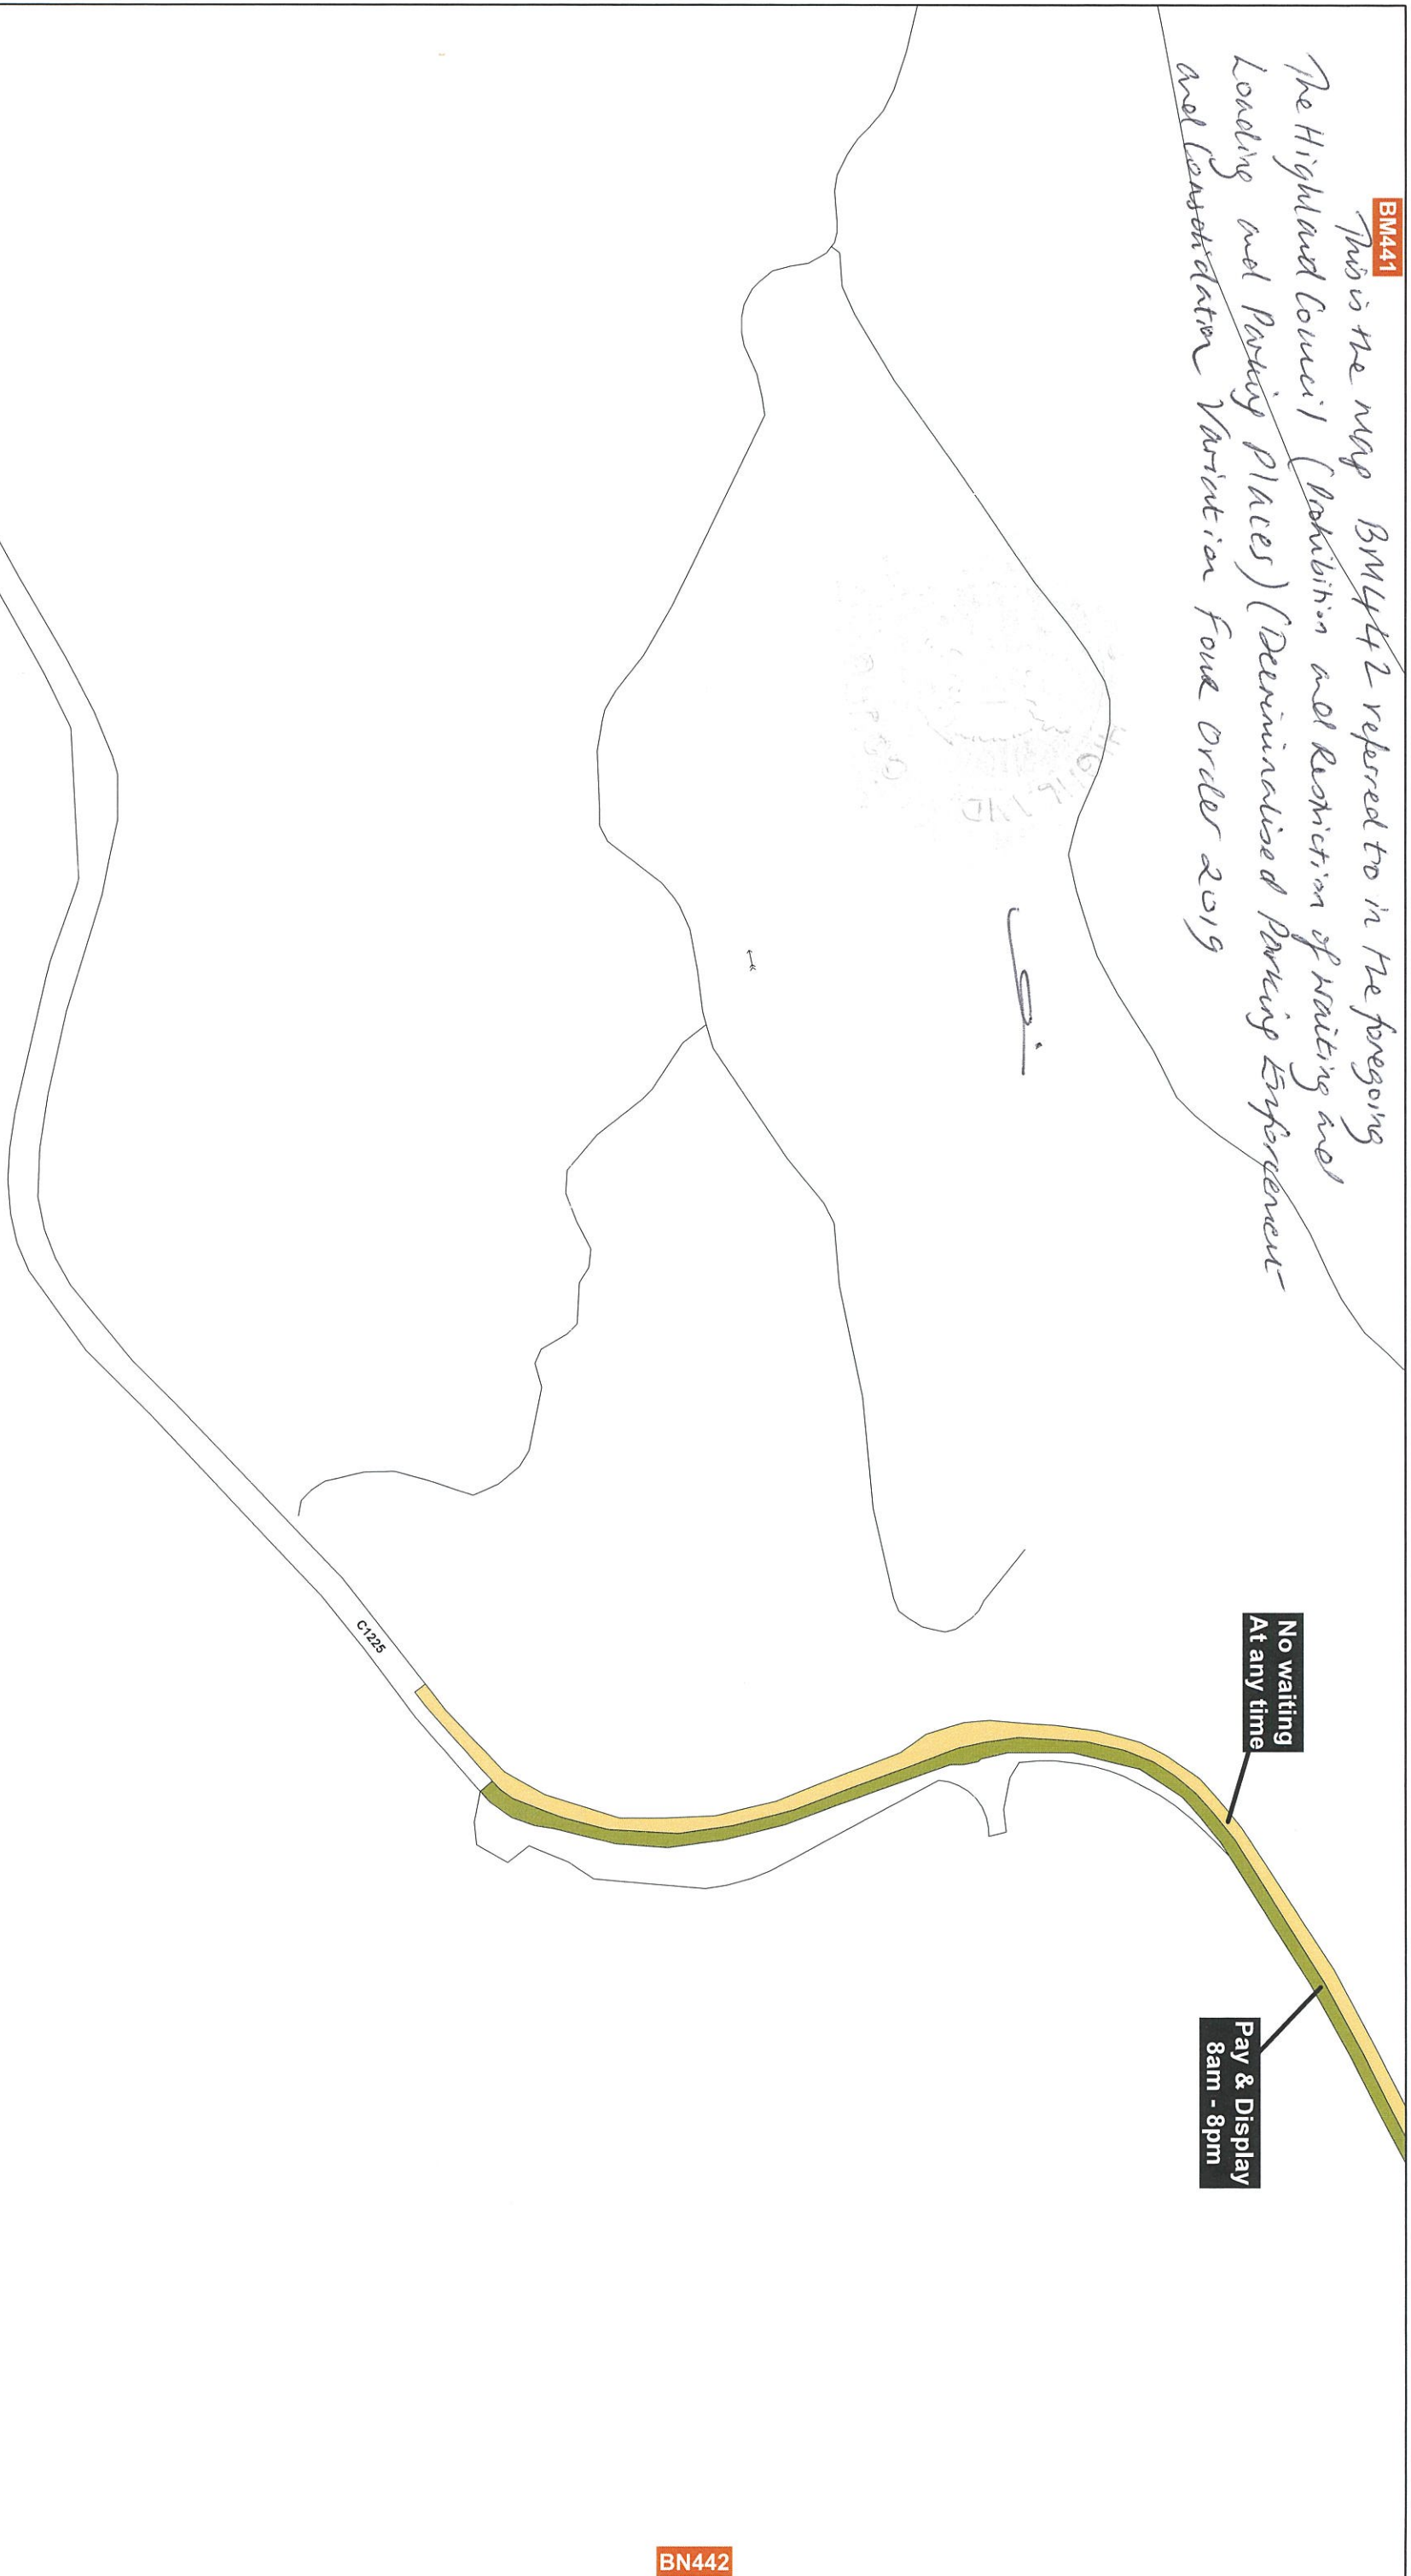 BM441
This is the map BM442 referred to in the foregoing
The Highland Council (Prohibition and Restriction of Waiting and
Loading and Parking Places) (Decriminalised Parking Enforcement
and Consolidation Variation Four Order 2019
No waiting
At any time
Pay & Display
8am - 8pm
C1225
BN442